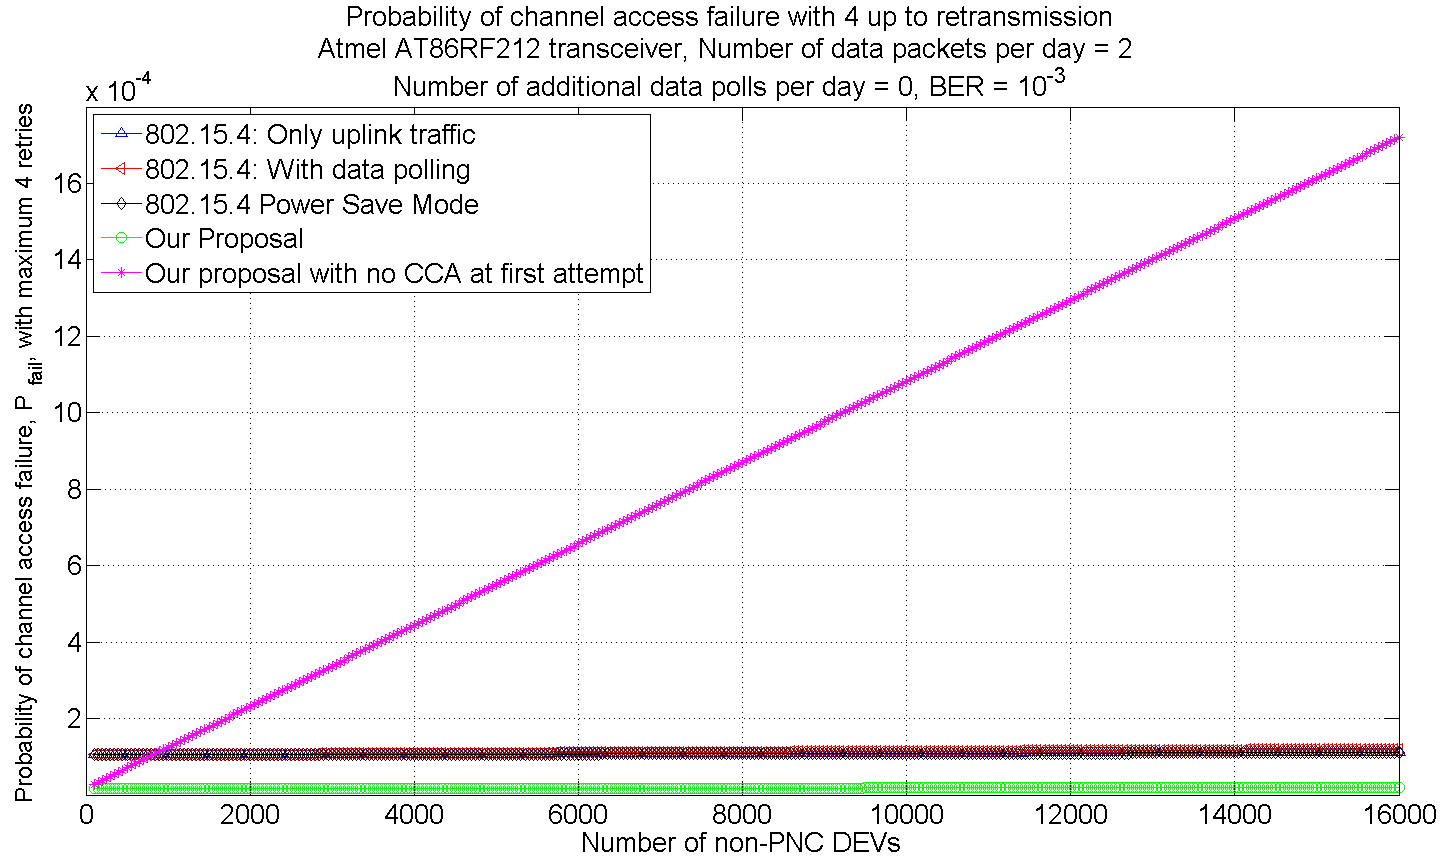 Probability of channel access failure with 4 up to retransmission
Atmel AT86RF212 transceiver, Number of data packets per day = 2
Number of additional data polls per day = 0, BER = 10^-3
x 10^-4
802.15.4: Only uplink traffic
802.15.4: With data polling
802.15.4 Power Save Mode
Our Proposal
Our proposal with no CCA at first attempt
Probability of channel access failure, P_fail, with maximum 4 retries
16
14
12
10
8
6
4
2
0 2000 4000 6000 8000 10000 12000 14000 16000
Number of non-PNC DEVs